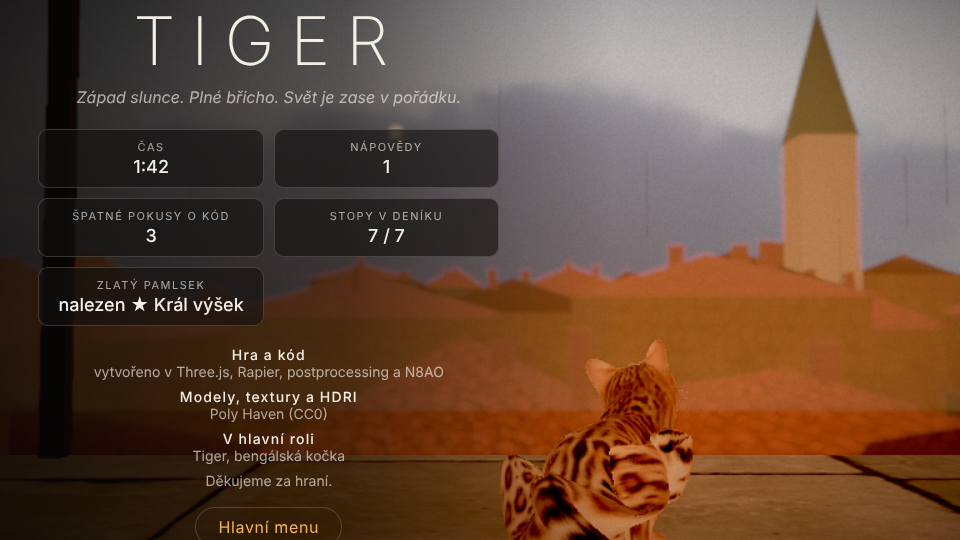 TIGER
Západ slunce. Plné břicho. Svět je zase v pořádku.
ČAS
1:42
NÁPOVĚDY
1
ŠPATNÉ POKUSY O KÓD
3
STOPY V DENÍKU
7 / 7
ZLATÝ PAMLSEK
nalezen ★ Král výšek
Hra a kód
vytvořeno v Three.js, Rapier, postprocessing a N8AO
Modely, textury a HDRI
Poly Haven (CC0)
V hlavní roli
Tiger, bengálská kočka
Děkujeme za hraní.
Hlavní menu